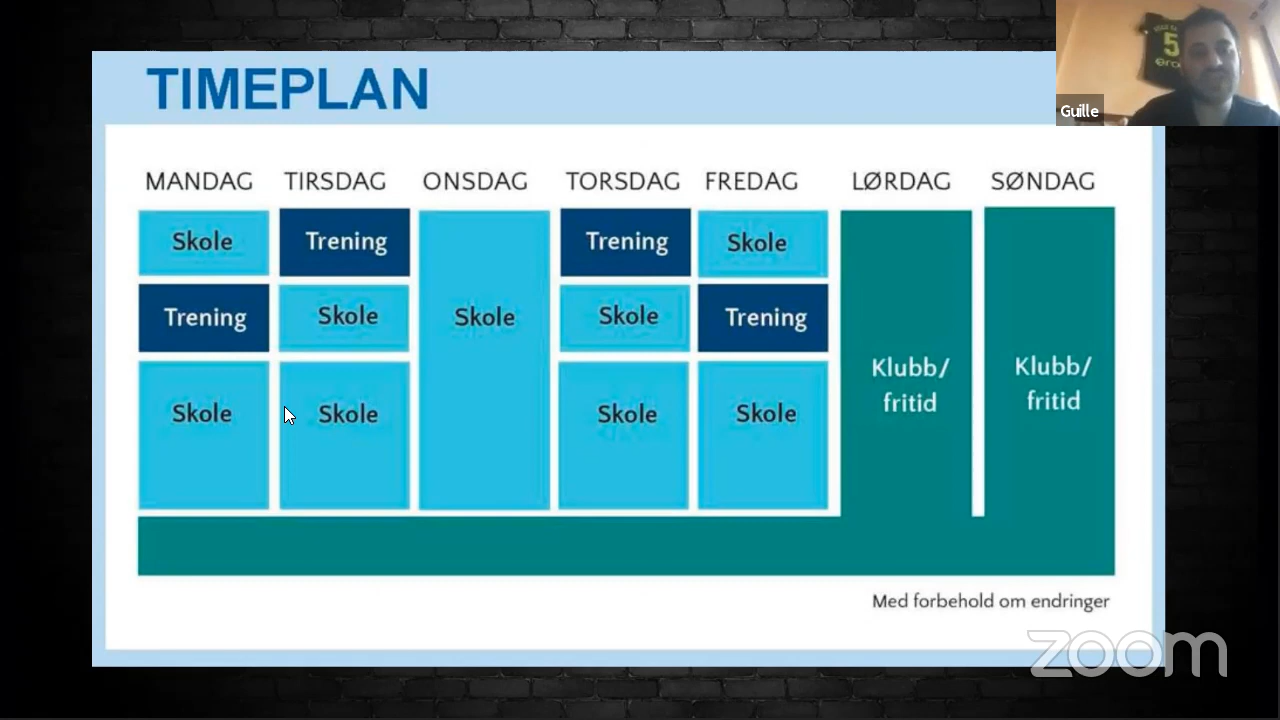 TIMEPLAN
Guille
5
MANDAG TIRSDAG ONSDAG TORSDAG FREDAG LØRDAG SØNDAG
Skole Trening Trening Skole
Trening Skole Skole Skole Trening
Klubb/ Klubb/
fritid fritid
Skole Skole Skole Skole
Med forbehold om endringer
zoom